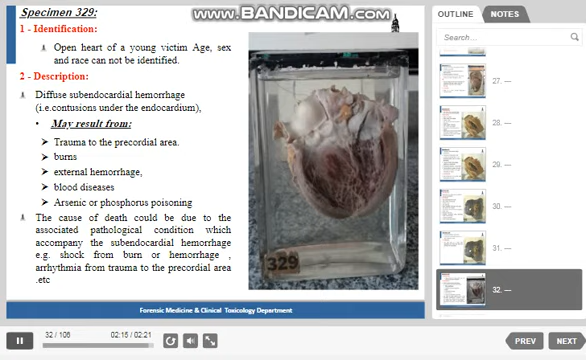 WWW.BANDICAM.COM
Specimen 329:
1 - Identification:
Open heart of a young victim Age, sex
and race can not be identified.
2 - Description:
Diffuse subendocardial hemorrhage
(i.e.contusions under the endocardium),
• May result from:
➤ Trauma to the precordial area.
➤ burns
➤ external hemorrhage,
➤ blood diseases
➤ Arsenic or phosphorus poisoning
The cause of death could be due to the
associated pathological condition which
accompany the subendocardial hemorrhage
e.g. shock from burn or hemorrhage ,
arrhythmia from trauma to the precordial area
.etc
329
Forensic Medicine & Clinical Toxicology Department
32 / 106
02:15 / 02:21
PREV
NEXT
OUTLINE
NOTES
Search...
27. —
28. —
29. —
30. —
31. —
32. —